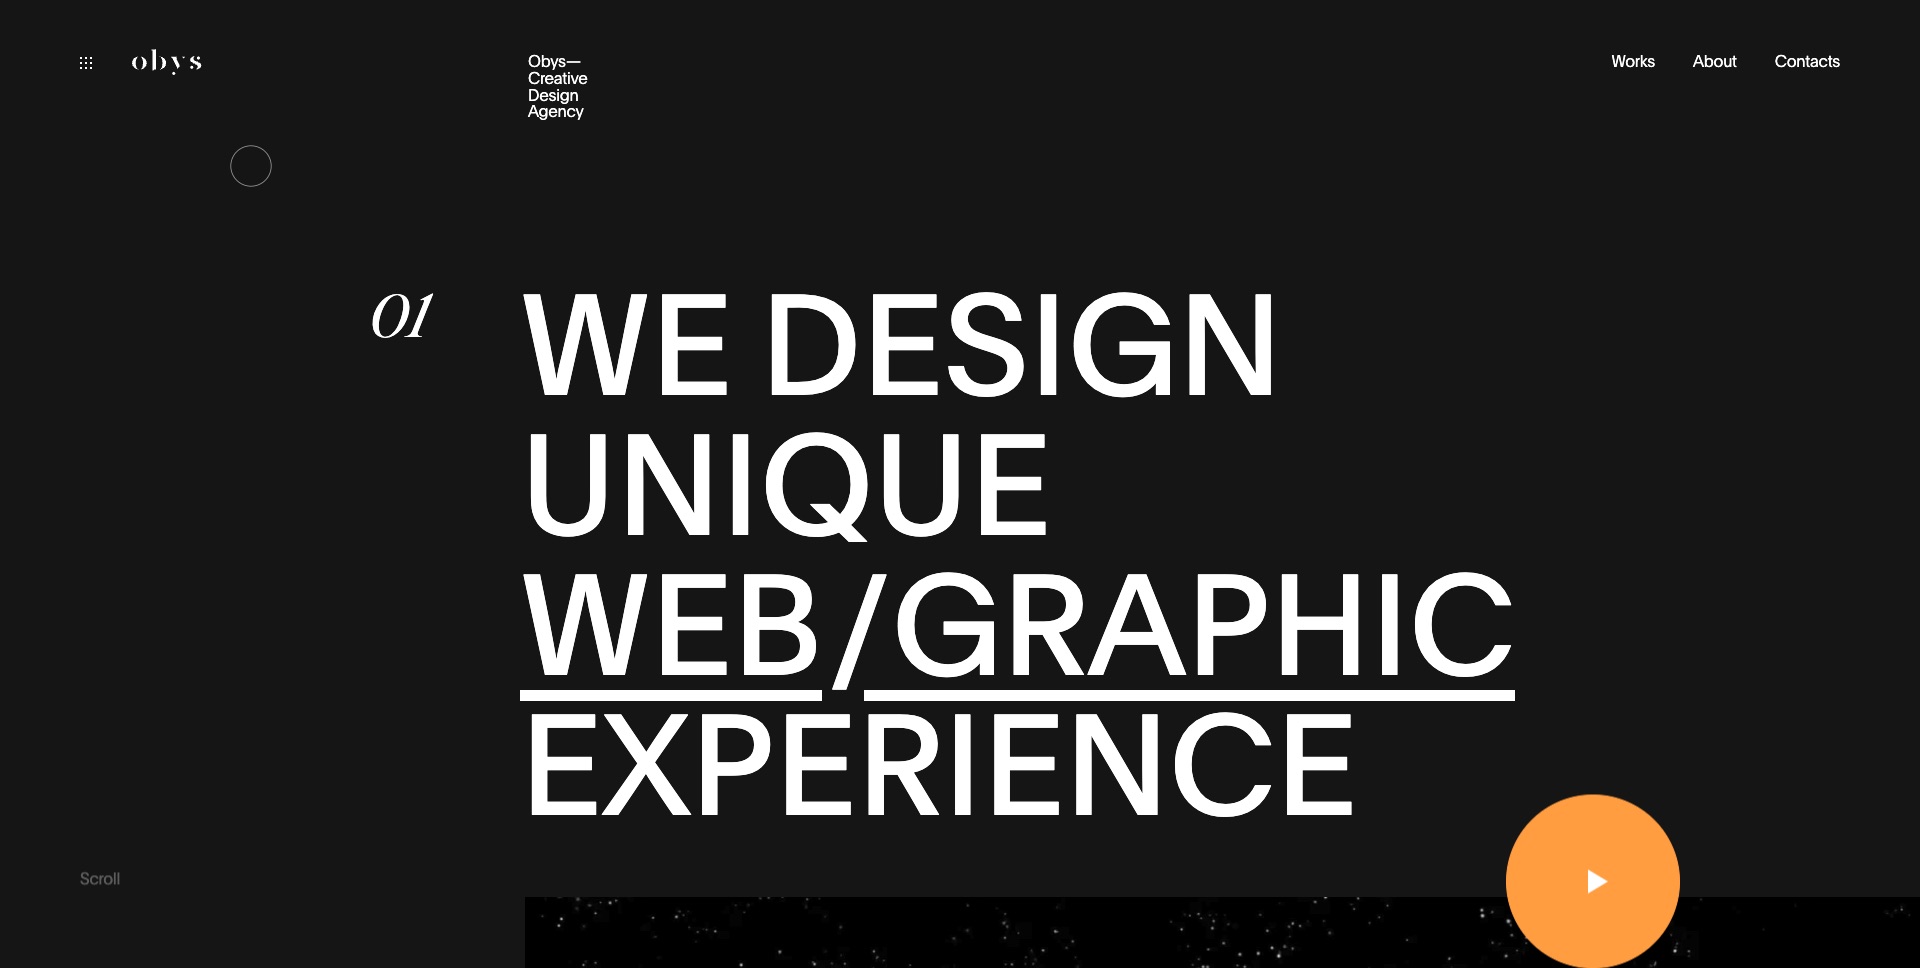 obys
Obys—
Creative
Design
Agency
Works
About
Contacts
01
WE DESIGN
UNIQUE
WEB/GRAPHIC
EXPERIENCE
Scroll